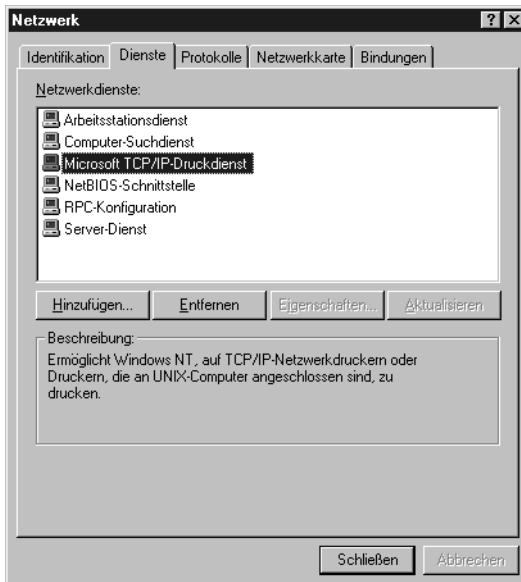 Netzwerk
Identifikation Dienste Protokolle Netzwerkkarte Bindungen
Netzwerkdienste:
Arbeitsstationsdienst
Computer-Suchdienst
Microsoft TCP/IP-Druckdienst
NetBIOS-Schnittstelle
RPC-Konfiguration
Server-Dienst
Hinzufügen... Entfernen Eigenschaften... Aktualisieren
Beschreibung:
Ermöglicht Windows NT, auf TCP/IP-Netzwerkdruckern oder
Druckern, die an UNIX-Computer angeschlossen sind, zu
drucken.
Schließen Abbrechen